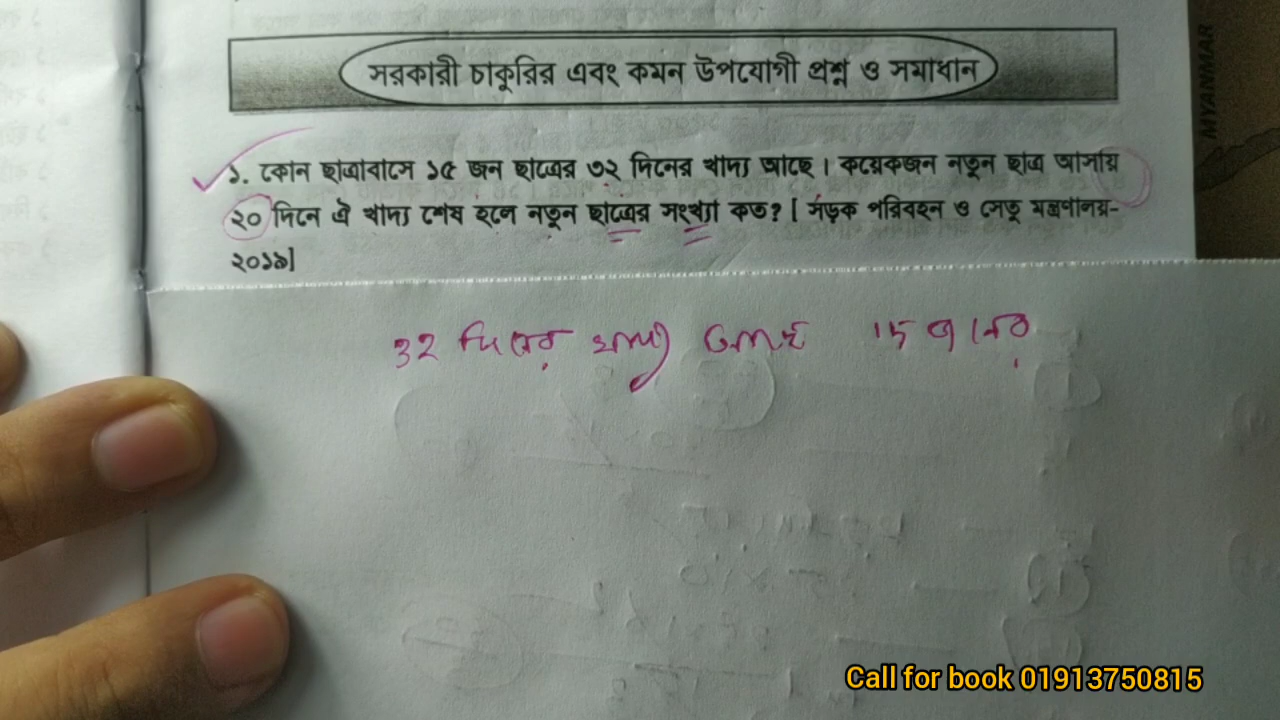 সরকারী চাকুরির এবং কমন উপযোগী প্রশ্ন ও সমাধান
১. কোন ছাত্রাবাসে ১৫ জন ছাত্রের ৩২ দিনের খাদ্য আছে। কয়েকজন নতুন ছাত্র আসায়
২০ দিনে ঐ খাদ্য শেষ হলে নতুন ছাত্রের সংখ্যা কত? [ সড়ক পরিবহন ও সেতু মন্ত্রণালয়-
২০১৯]
32 দিনের খাদ্য আছে 15 জনের
Call for book 01913750815
MYANMAR